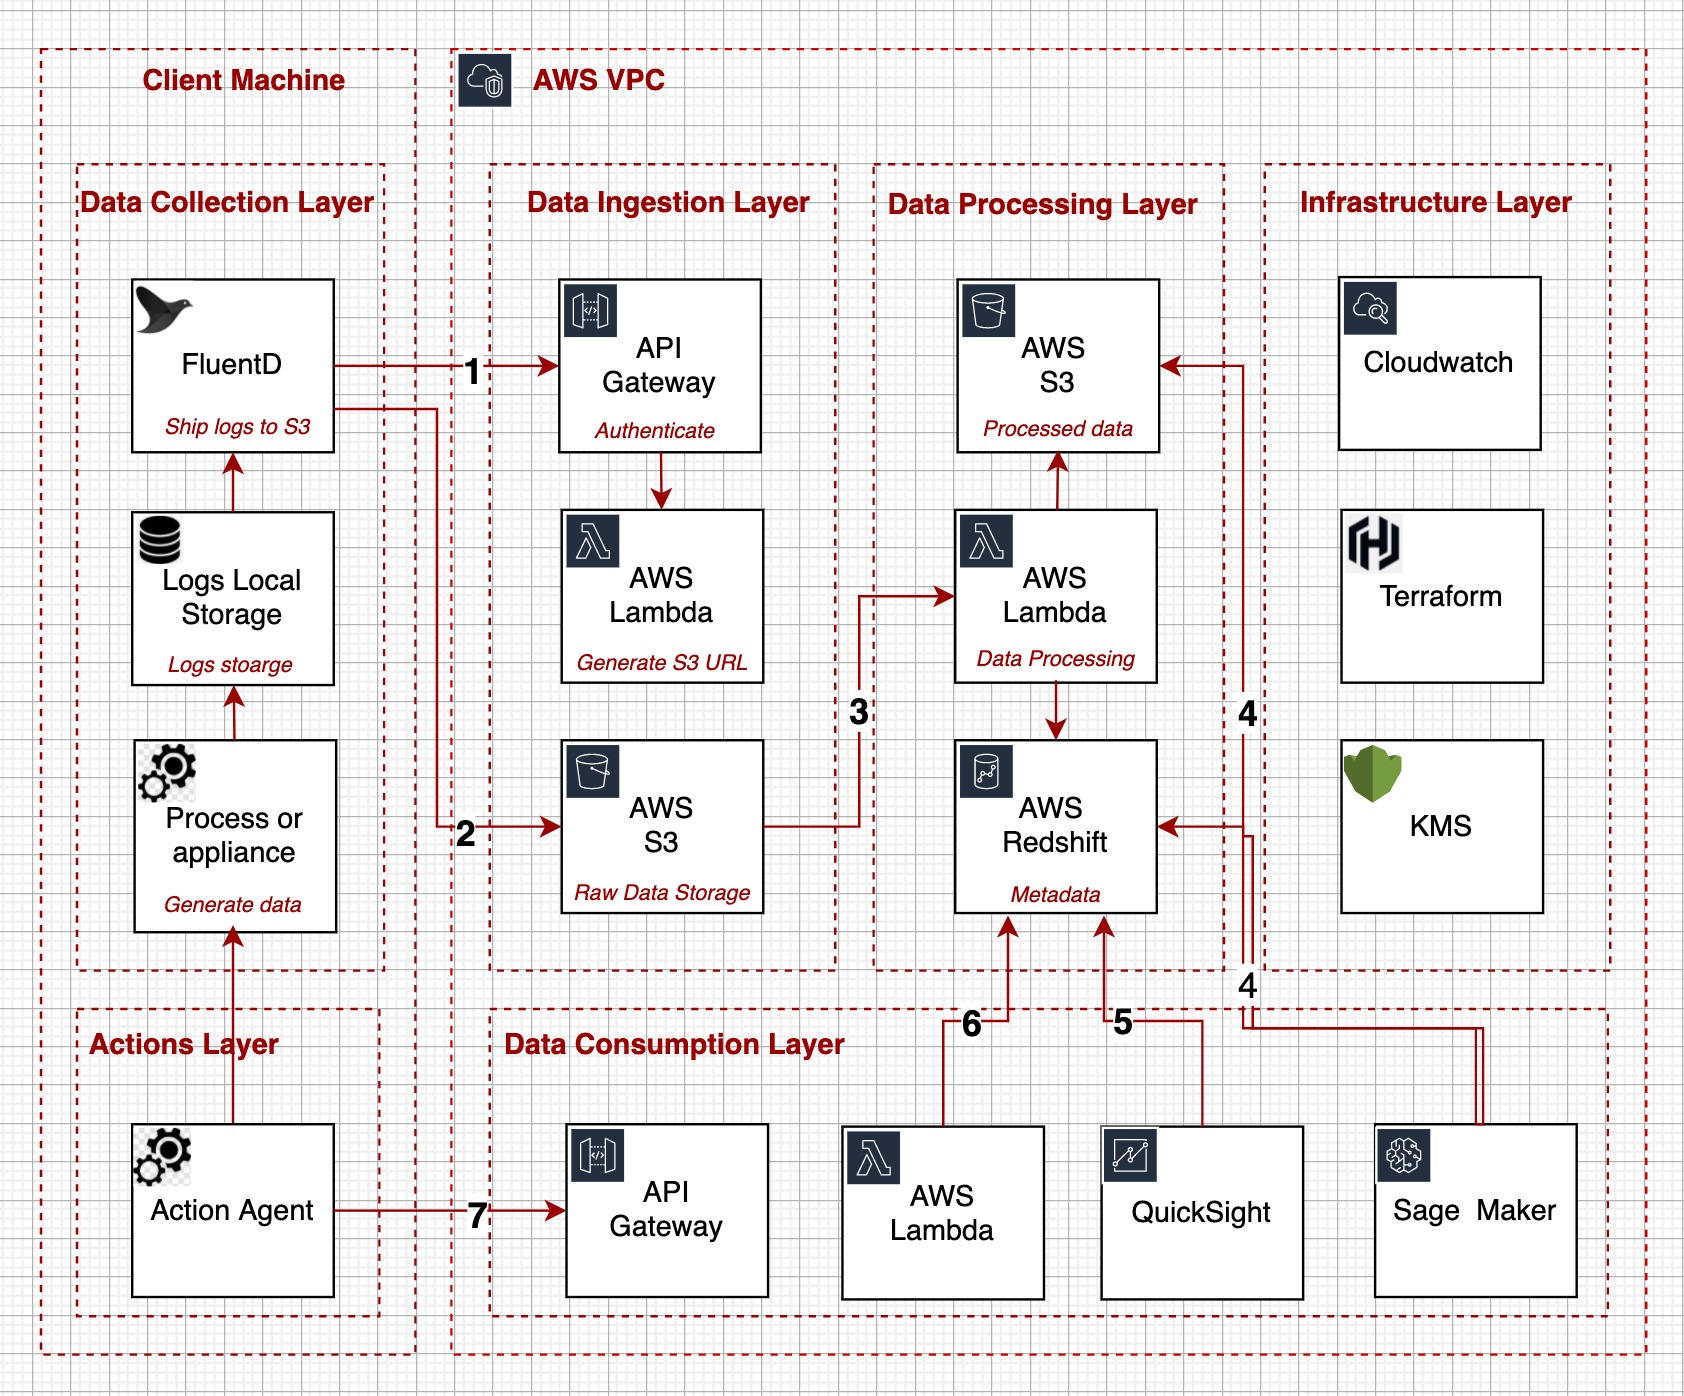 Client Machine
AWS VPC
Data Collection Layer
FluentD
Ship logs to S3
Logs Local
Storage
Logs stoarge
Process or
appliance
Generate data
Actions Layer
Action Agent
1
2
7
Data Ingestion Layer
API
Gateway
Authenticate
AWS
Lambda
Generate S3 URL
AWS
S3
Raw Data Storage
3
Data Processing Layer
AWS
S3
Processed data
AWS
Lambda
Data Processing
AWS
Redshift
Metadata
4
4
Infrastructure Layer
Cloudwatch
Terraform
KMS
Data Consumption Layer
6
5
API
Gateway
AWS
Lambda
QuickSight
Sage Maker